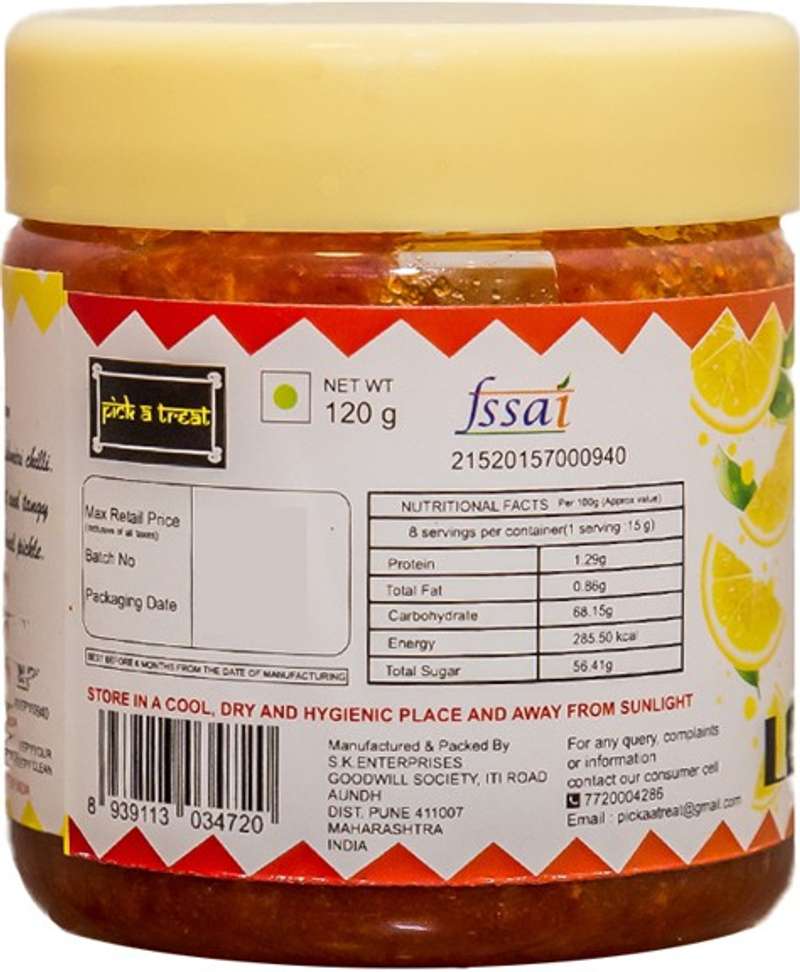 pick a treat
NET WT
120 g
fssai
21520157000940
Max Retail Price
(Inclusive of all taxes)
Batch No
Packaging Date
BEST BEFORE 6 MONTHS FROM THE DATE OF MANUFACTURING
NUTRITIONAL FACTS Per 100g (Approx value)
8 servings per container(1 serving :15 g)
Protein 1.29g
Total Fat 0.86g
Carbohydrate 68.15g
Energy 285.50 kcal
Total Sugar 56.41g
STORE IN A COOL, DRY AND HYGIENIC PLACE AND AWAY FROM SUNLIGHT
8 939113 034720
Manufactured & Packed By
S.K.ENTERPRISES
GOODWILL SOCIETY, ITI ROAD
AUNDH
DIST. PUNE 411007
MAHARASHTRA
INDIA
For any query, complaints
or information
contact our consumer cell
7720004286
Email : pickaatreat@gmail.com
chilli.
and tangy
pickle.